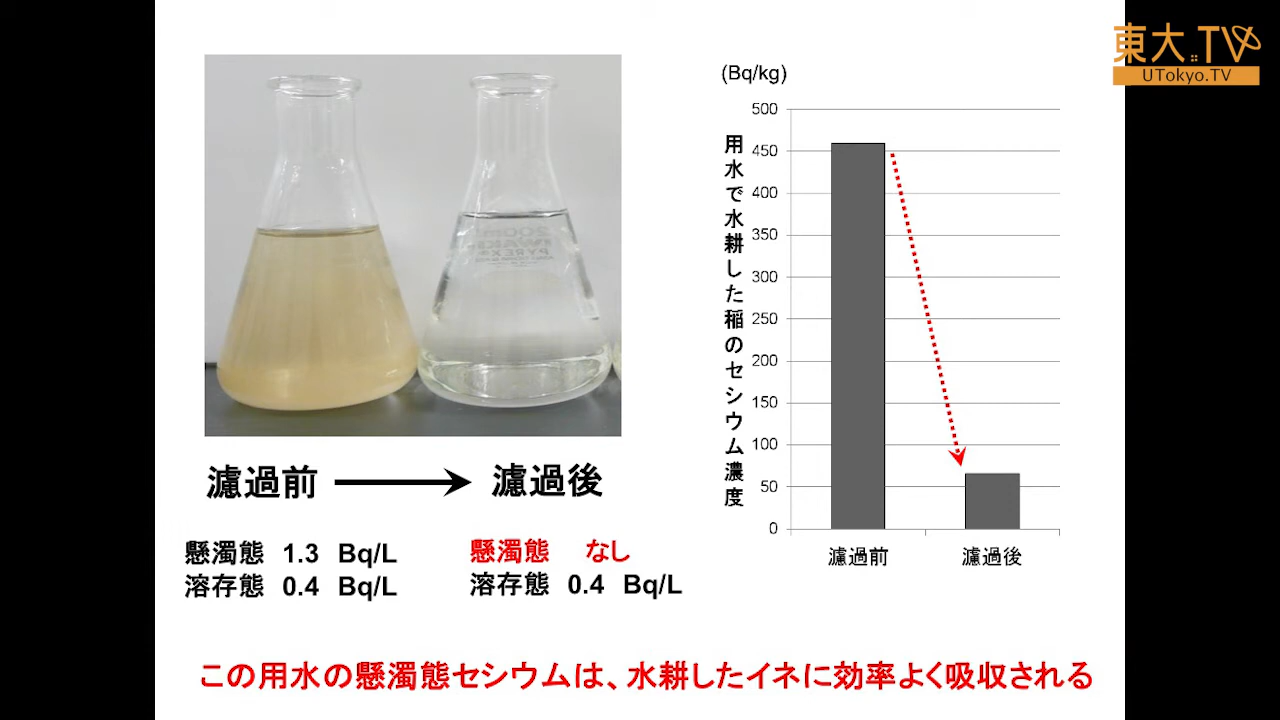 東大.TV
UTokyo.TV
(Bq/kg)
用水で水耕した稲のセシウム濃度
500
450
400
350
300
250
200
150
100
50
0
濾過前
濾過後
200m
PYREX
濾過前
濾過後
懸濁態 1.3 Bq/L
溶存態 0.4 Bq/L
懸濁態 なし
溶存態 0.4 Bq/L
この用水の懸濁態セシウムは、水耕したイネに効率よく吸収される